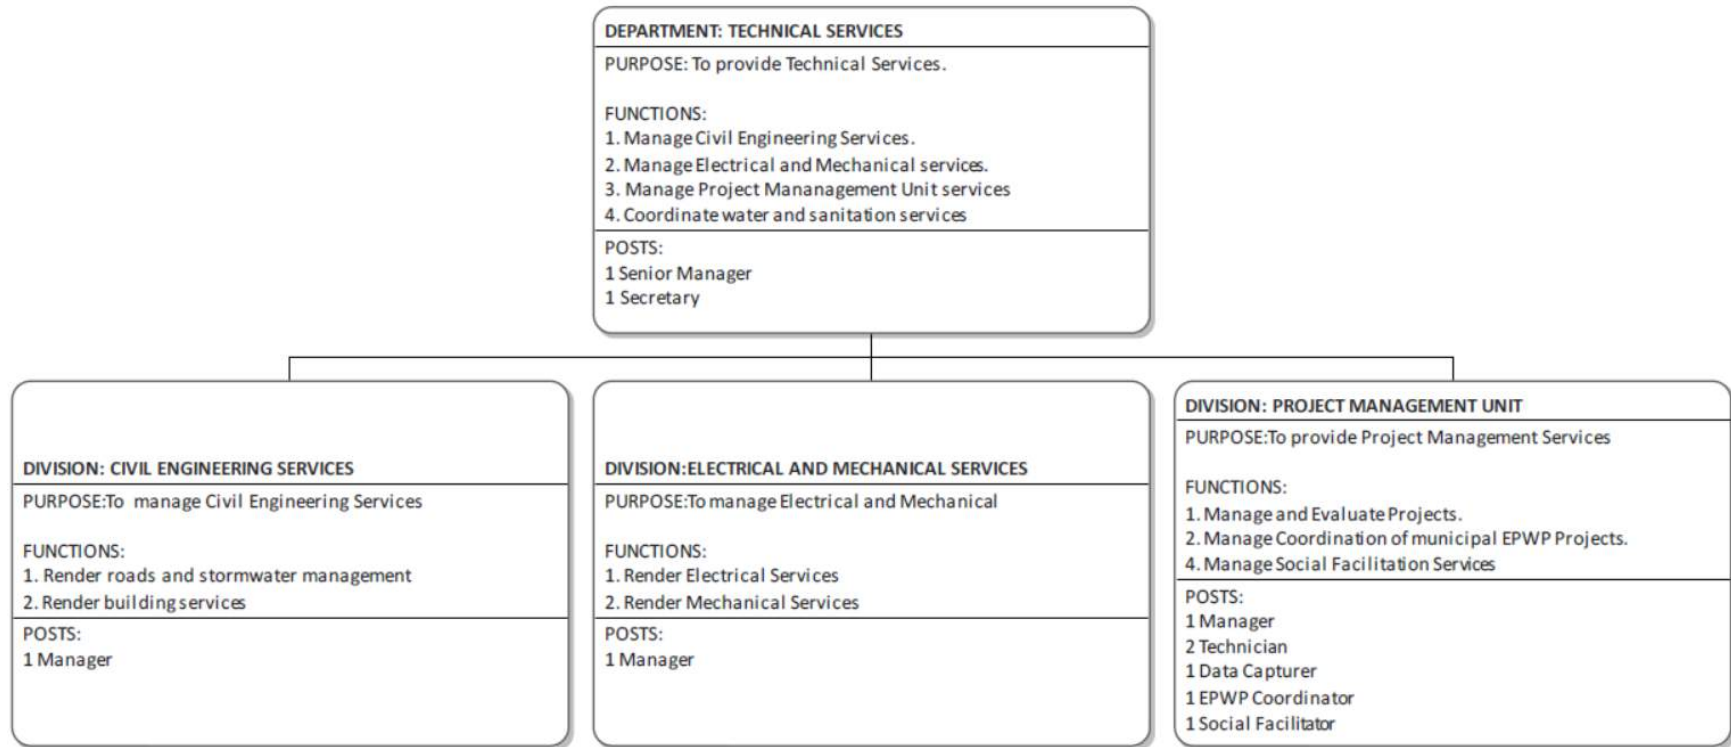 DEPARTMENT: TECHNICAL SERVICES
PURPOSE: To provide Technical Services.
FUNCTIONS:
1. Manage Civil Engineering Services.
2. Manage Electrical and Mechanical services.
3. Manage Project Mananagement Unit services
4. Coordinate water and sanitation services
POSTS:
1 Senior Manager
1 Secretary
DIVISION: CIVIL ENGINEERING SERVICES
PURPOSE:To manage Civil Engineering Services
FUNCTIONS:
1. Render roads and stormwater management
2. Render building services
POSTS:
1 Manager
DIVISION:ELECTRICAL AND MECHANICAL SERVICES
PURPOSE:To manage Electrical and Mechanical
FUNCTIONS:
1. Render Electrical Services
2. Render Mechanical Services
POSTS:
1 Manager
DIVISION: PROJECT MANAGEMENT UNIT
PURPOSE:To provide Project Management Services
FUNCTIONS:
1. Manage and Evaluate Projects.
2. Manage Coordination of municipal EPWP Projects.
4. Manage Social Facilitation Services
POSTS:
1 Manager
2 Technician
1 Data Capturer
1 EPWP Coordinator
1 Social Facilitator